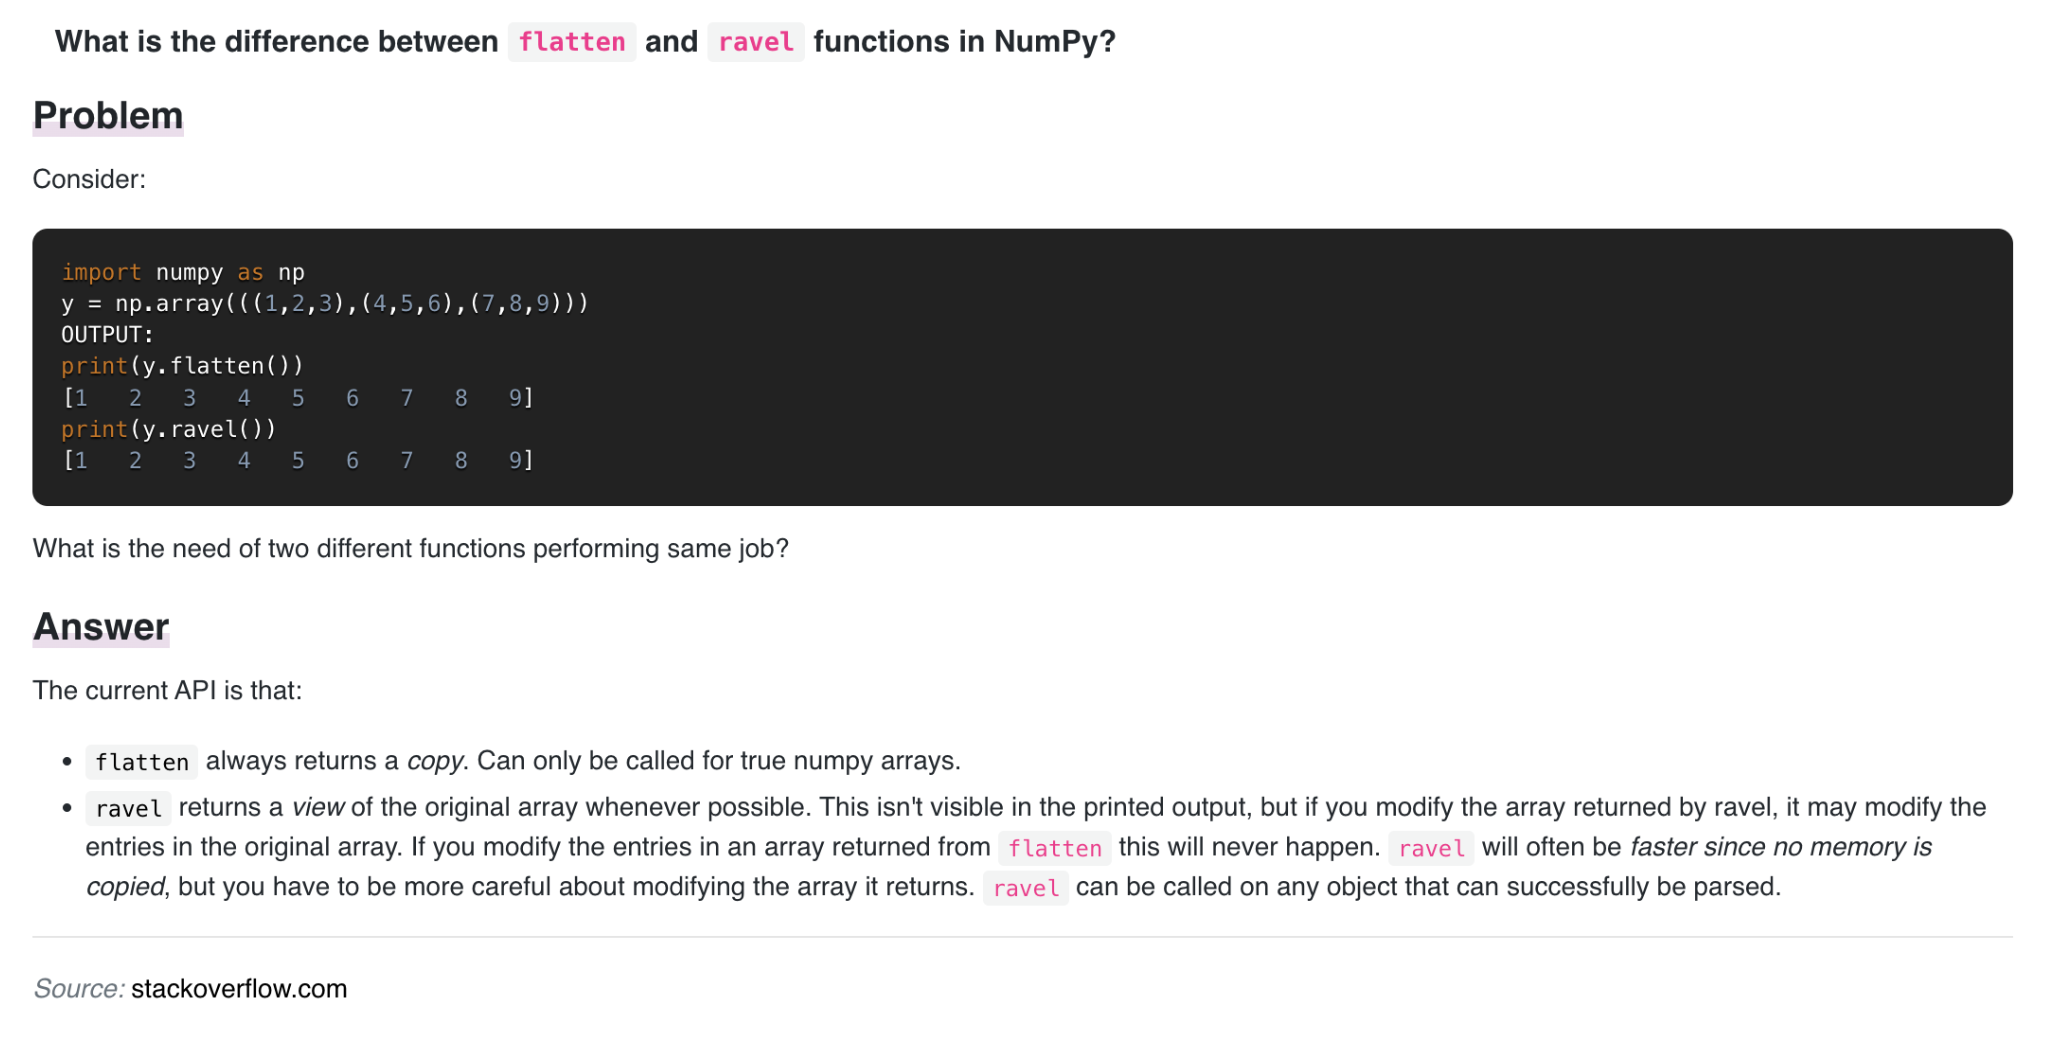 What is the difference between flatten and ravel functions in NumPy?
Problem
Consider:
import numpy as np
y = np.array(((1,2,3),(4,5,6),(7,8,9)))
OUTPUT:
print(y.flatten())
[1   2   3   4   5   6   7   8   9]
print(y.ravel())
[1   2   3   4   5   6   7   8   9]
What is the need of two different functions performing same job?
Answer
The current API is that:
• flatten always returns a copy. Can only be called for true numpy arrays.
• ravel returns a view of the original array whenever possible. This isn't visible in the printed output, but if you modify the array returned by ravel, it may modify the
entries in the original array. If you modify the entries in an array returned from flatten this will never happen. ravel will often be faster since no memory is
copied, but you have to be more careful about modifying the array it returns. ravel can be called on any object that can successfully be parsed.
Source: stackoverflow.com